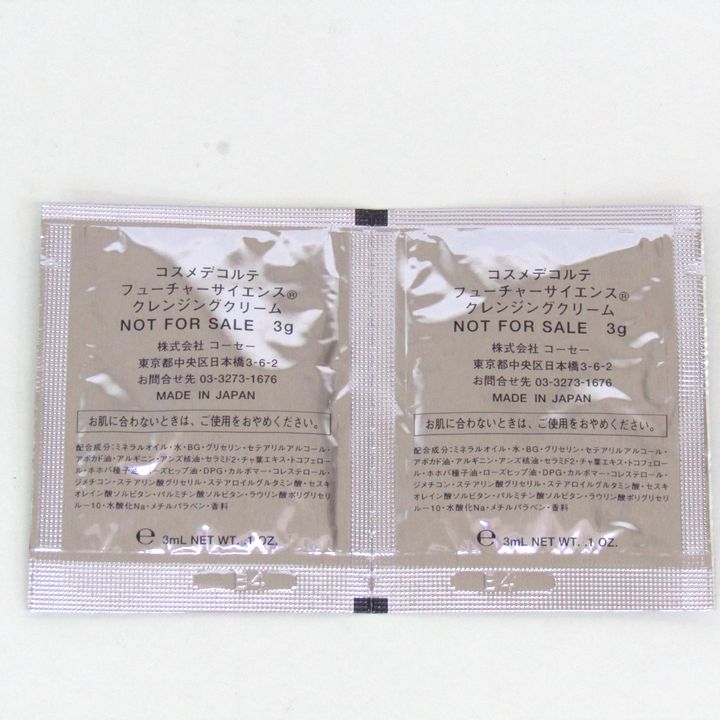 コスメデコルテ
フューチャーサイエンス®
クレンジングクリーム
NOT FOR SALE 3g
株式会社 コーセー
東京都中央区日本橋3-6-2
お問合せ先 03-3273-1676
MADE IN JAPAN
お肌に合わないときは、ご使用をおやめください。
配合成分:ミネラルオイル・水・BG・グリセリン・セテアリルアルコール・
アボカド油・アルギニン・アンズ核油・セラミド2・チャ葉エキス・トコフェロー
ル・ホホバ種子油・ローズヒップ油・DPG・カルボマー・コレステロール・
ジメチコン・ステアリン酸グリセリル・ステアロイルグルタミン酸・セスキ
オレイン酸ソルビタン・パルミチン酸ソルビタン・ラウリン酸ポリグリセリ
ル－10・水酸化Na・メチルパラベン・香料
e 3mL NET WT. .1 OZ.
E4
コスメデコルテ
フューチャーサイエンス®
クレンジングクリーム
NOT FOR SALE 3g
株式会社 コーセー
東京都中央区日本橋3-6-2
お問合せ先 03-3273-1676
MADE IN JAPAN
お肌に合わないときは、ご使用をおやめください。
配合成分:ミネラルオイル・水・BG・グリセリン・セテアリルアルコール・
アボカド油・アルギニン・アンズ核油・セラミド2・チャ葉エキス・トコフェロー
ル・ホホバ種子油・ローズヒップ油・DPG・カルボマー・コレステロール・
ジメチコン・ステアリン酸グリセリル・ステアロイルグルタミン酸・セスキ
オレイン酸ソルビタン・パルミチン酸ソルビタン・ラウリン酸ポリグリセリ
ル－10・水酸化Na・メチルパラベン・香料
e 3mL NET WT. .1 OZ.
E4